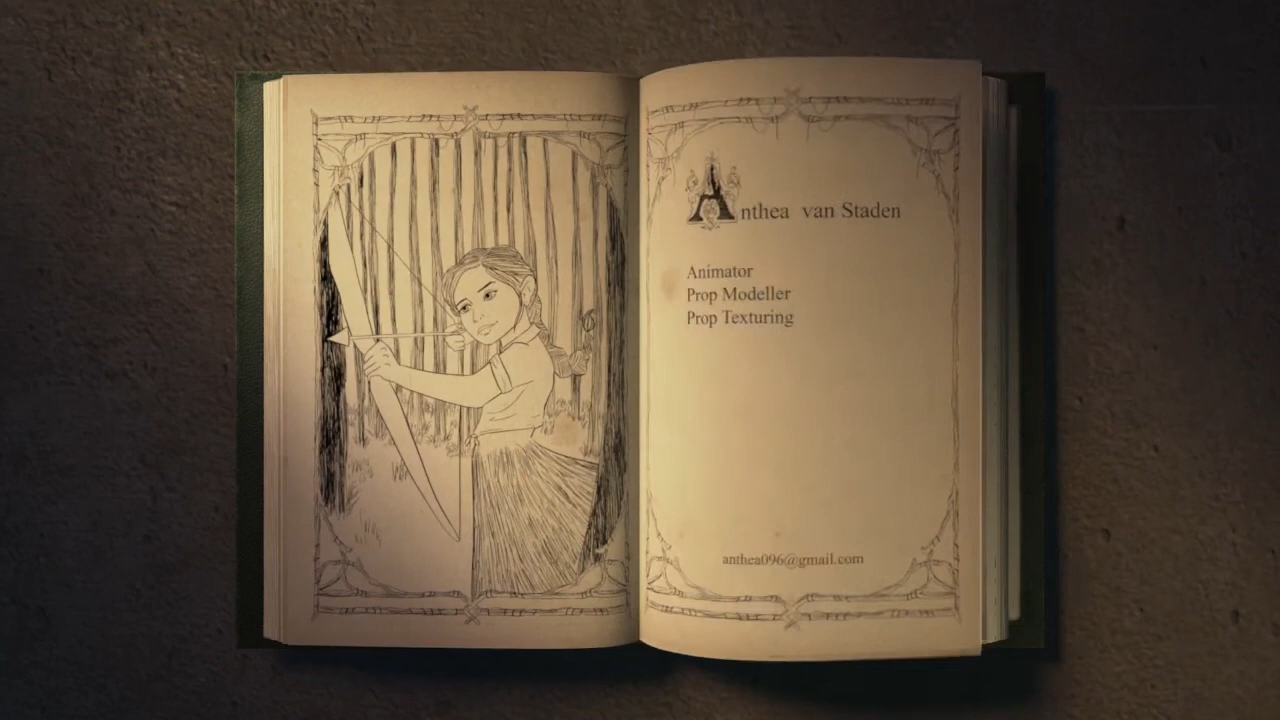 Anthea van Staden
Animator
Prop Modeller
Prop Texturing
anthea096@gmail.com